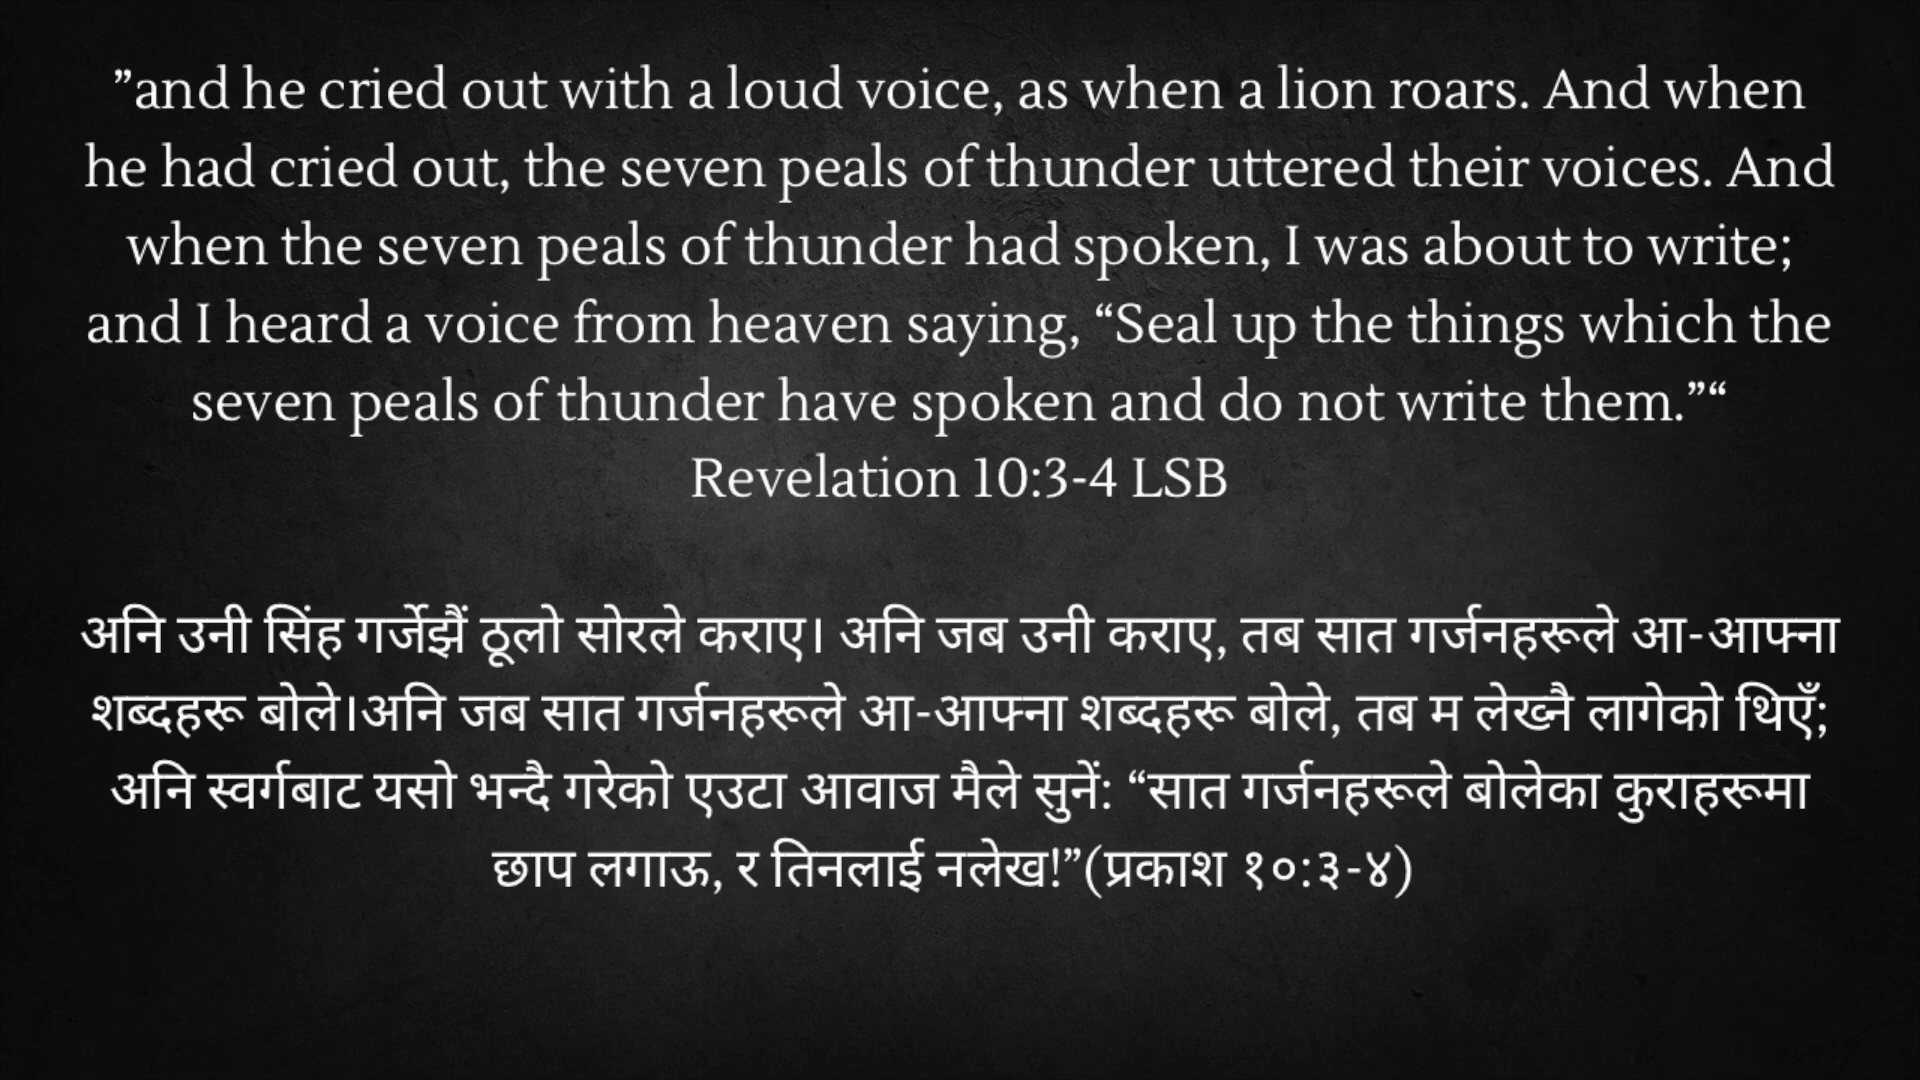 ”and he cried out with a loud voice, as when a lion roars. And when
he had cried out, the seven peals of thunder uttered their voices. And
when the seven peals of thunder had spoken, I was about to write;
and I heard a voice from heaven saying, “Seal up the things which the
seven peals of thunder have spoken and do not write them.”“
Revelation 10:3-4 LSB
अनि उनी सिंह गर्जेझैं ठूलो सोरले कराए। अनि जब उनी कराए, तब सात गर्जनहरूले आ-आफ्ना
शब्दहरू बोले।अनि जब सात गर्जनहरूले आ-आफ्ना शब्दहरू बोले, तब म लेख्नै लागेको थिएँ;
अनि स्वर्गबाट यसो भन्दै गरेको एउटा आवाज मैले सुनें: “सात गर्जनहरूले बोलेका कुराहरूमा
छाप लगाऊ, र तिनलाई नलेख!”(प्रकाश १०:३-४)